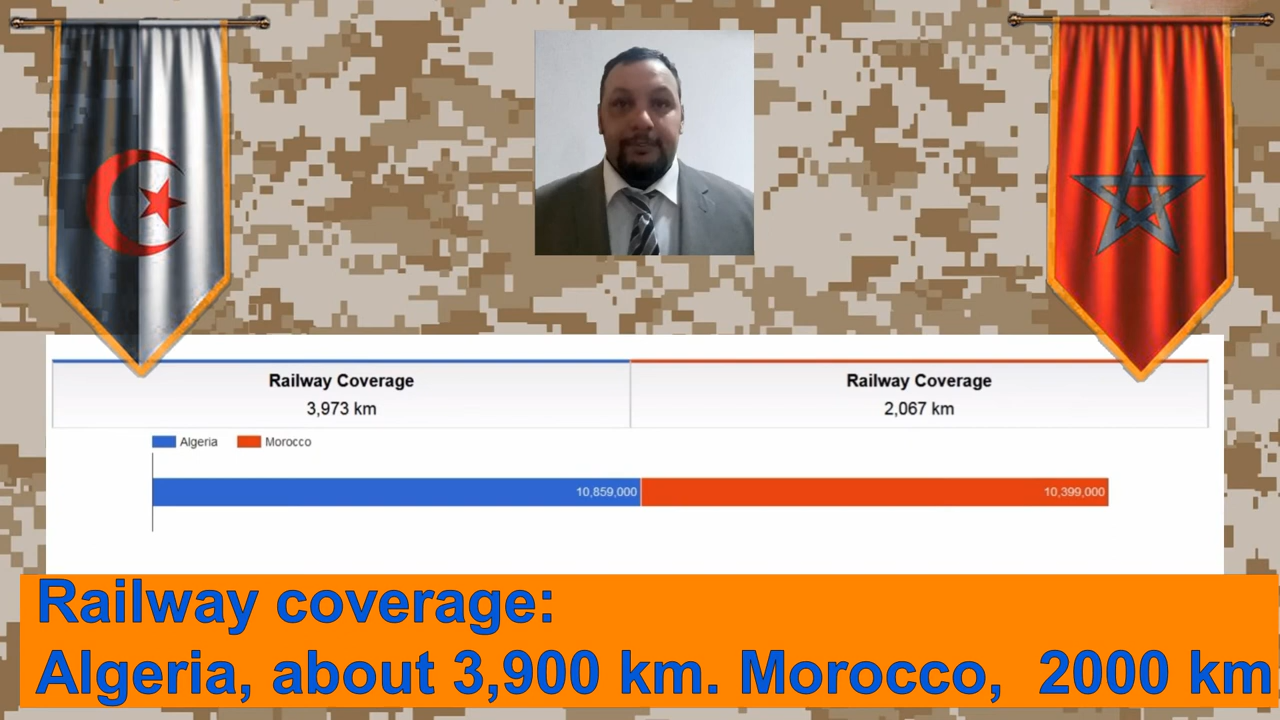 Railway Coverage
3,973 km
Railway Coverage
2,067 km
Algeria
Morocco
10,859,000
10,399,000
Railway coverage:
Algeria, about 3,900 km. Morocco, 2000 km